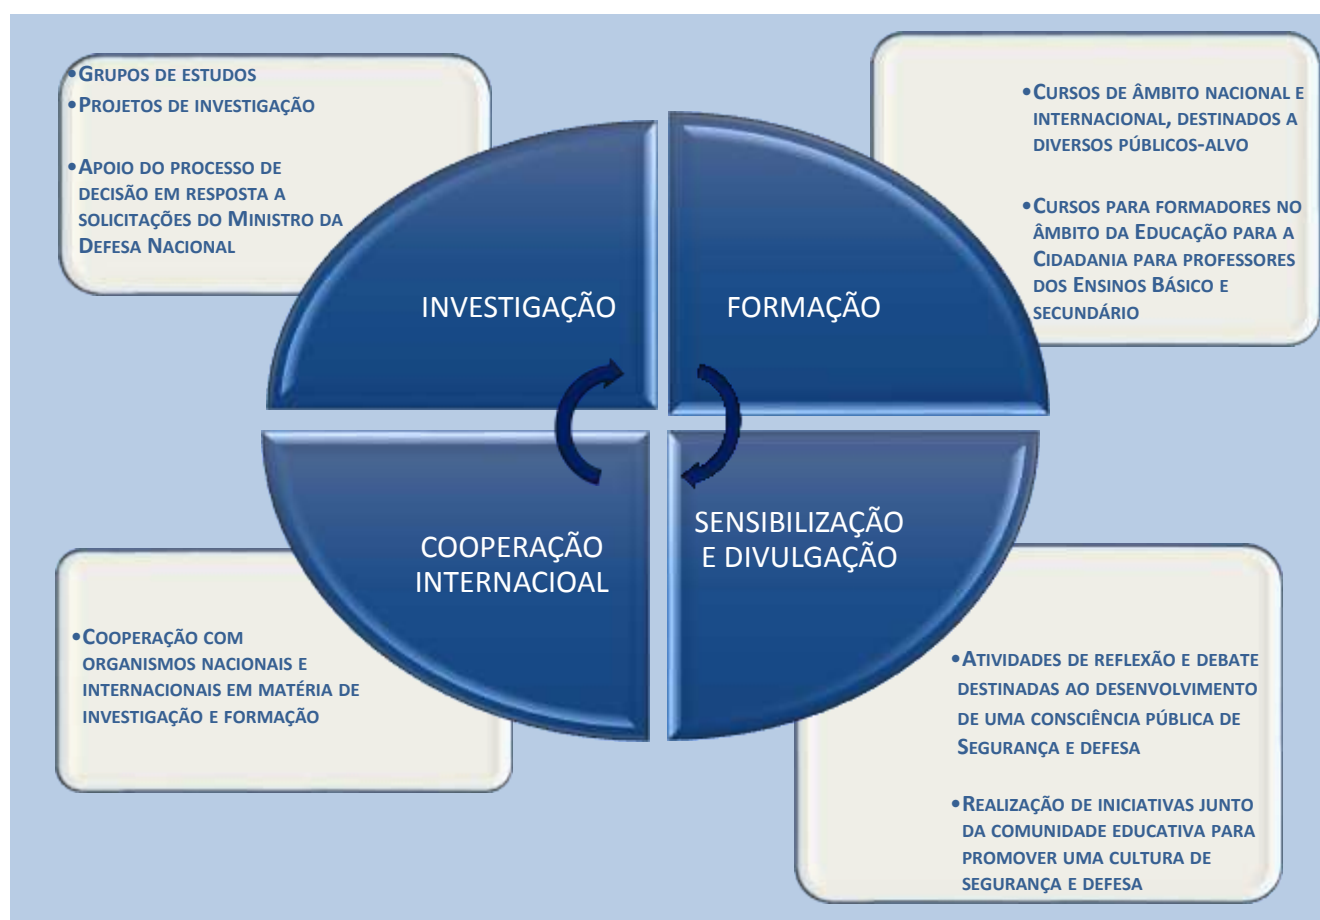 •Grupos de estudos
•Projetos de investigação
•Apoio do processo de
decisão em resposta a
solicitações do Ministro da
Defesa Nacional
•Cursos de âmbito nacional e
internacional, destinados a
diversos públicos-alvo
•Cursos para formadores no
âmbito da Educação para a
Cidadania para professores
dos Ensinos Básico e
secundário
INVESTIGAÇÃO
FORMAÇÃO
COOPERAÇÃO
INTERNACIOAL
SENSIBILIZAÇÃO
E DIVULGAÇÃO
•Cooperação com
organismos nacionais e
internacionais em matéria de
investigação e formação
•Atividades de reflexão e debate
destinadas ao desenvolvimento
de uma consciência pública de
Segurança e defesa
•Realização de iniciativas junto
da comunidade educativa para
promover uma cultura de
segurança e defesa